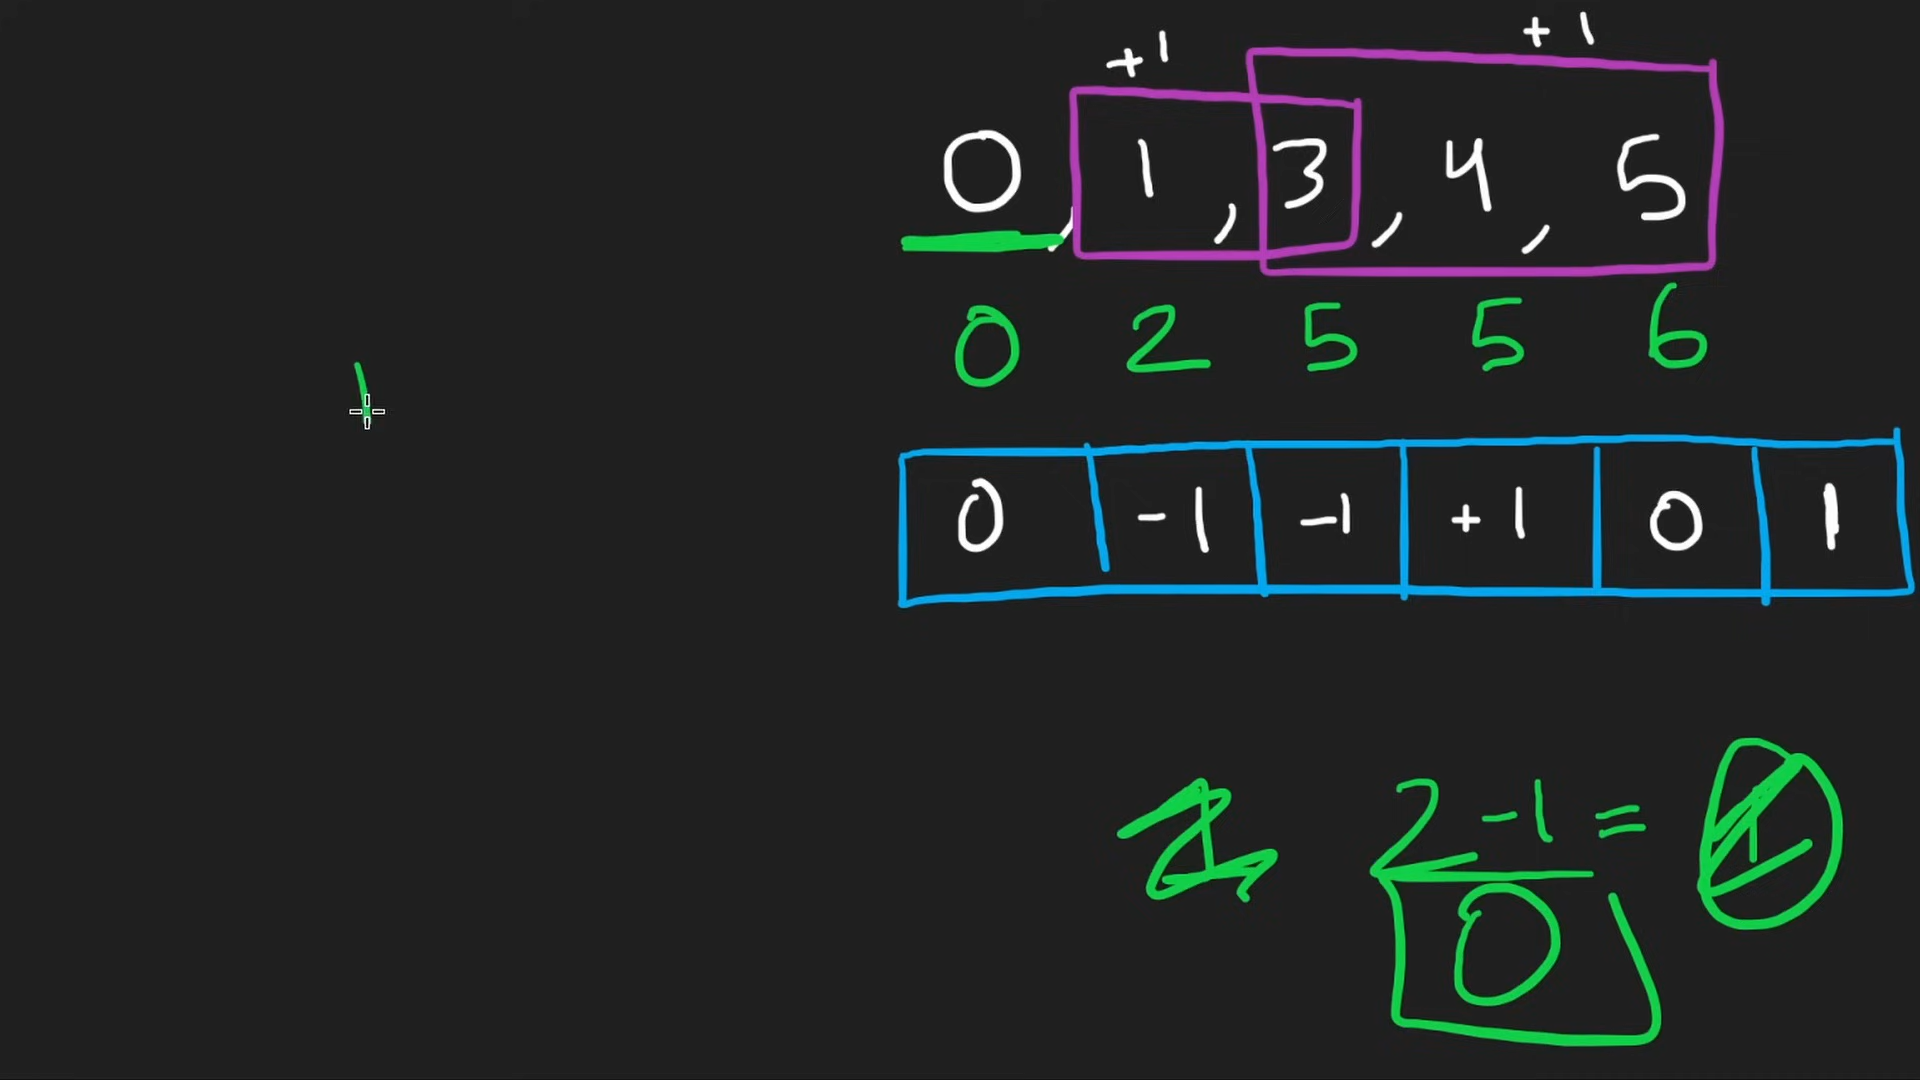 +1 +1
0, 1, 3, 4, 5
0 2 5 5 6
0 -1 -1 +1 0 1
2 -1 =
0